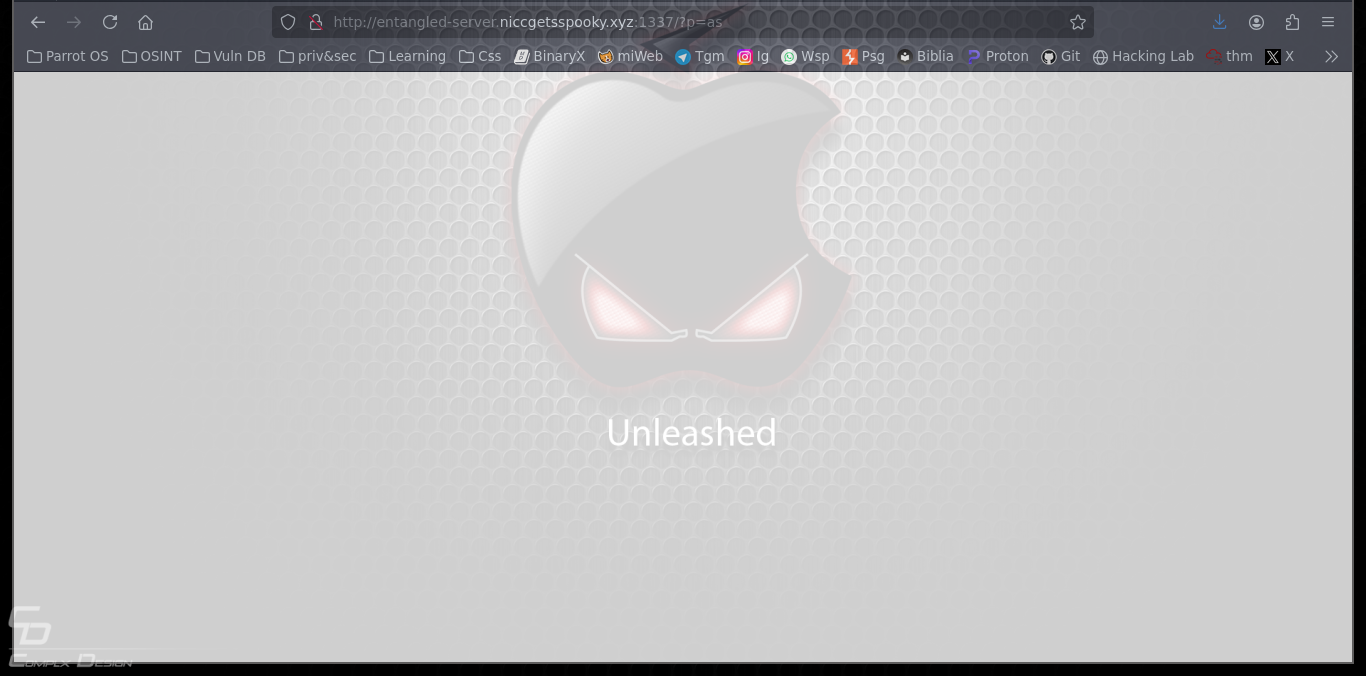 http://entangled-server.niccgetsspooky.xyz:1337/?p=as
Parrot OS OSINT Vuln DB priv&sec Learning Css BinaryX miWeb Tgm Ig Wsp Psg Biblia Proton Git Hacking Lab thm X
Unleashed
CD
Complex Design